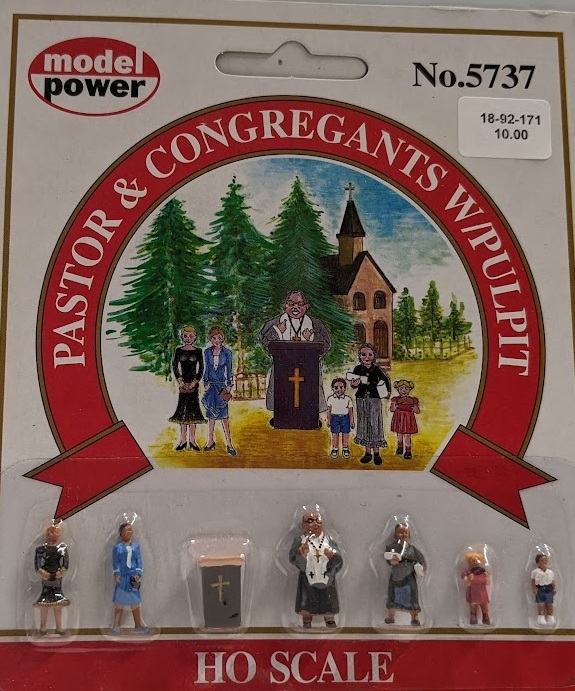 model
power
No.5737
18-92-171
10.00
PASTOR & CONGREGANTS W/PULPIT
HO SCALE